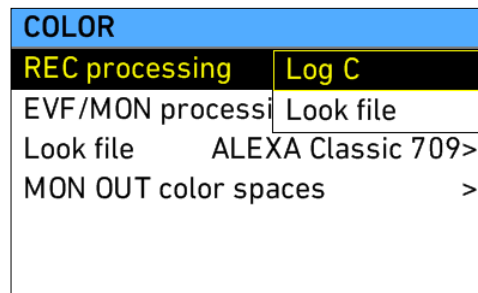 COLOR
REC processing Log C
EVF/MON processi Look file
Look file ALEXA Classic 709>
MON OUT color spaces >